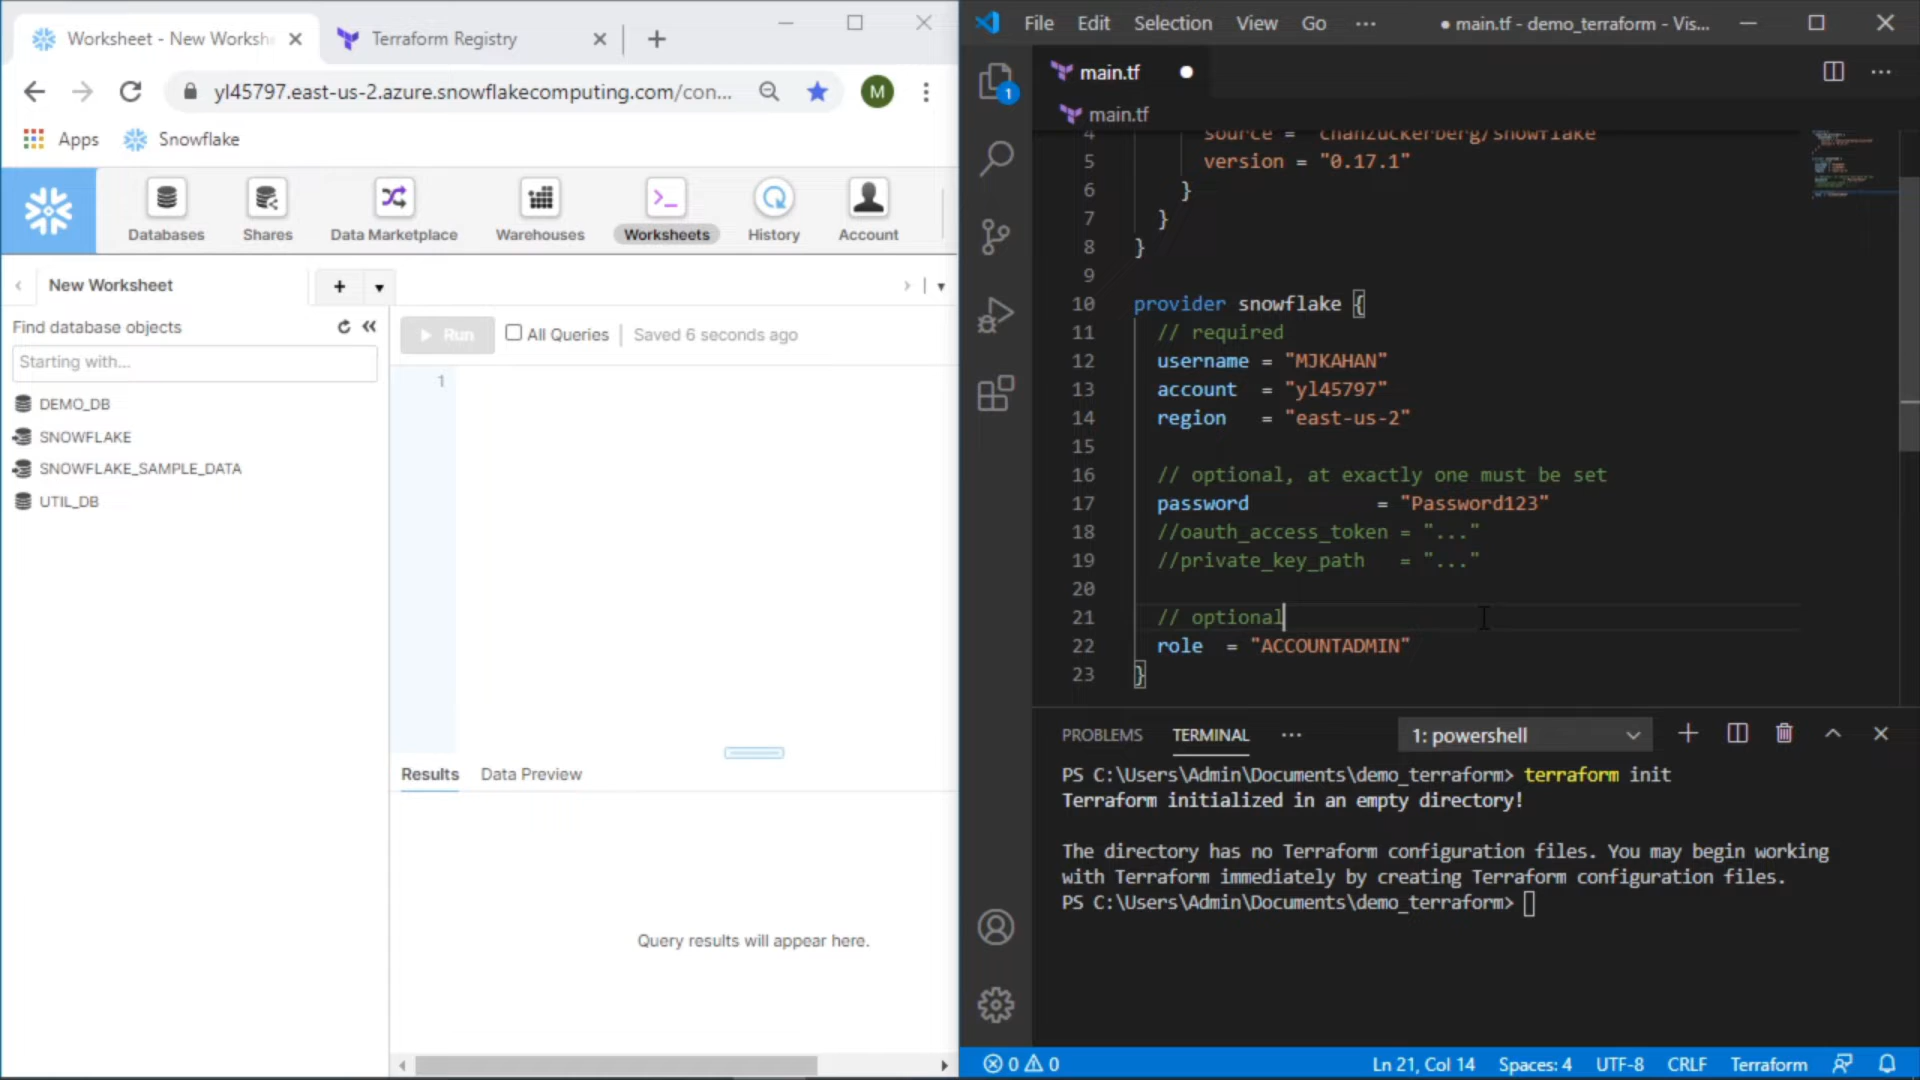 Worksheet - New Worksh
Terraform Registry
yl45797.east-us-2.azure.snowflakecomputing.com/con...
M
Apps
Snowflake
Databases
Shares
Data Marketplace
Warehouses
Worksheets
History
Account
New Worksheet
Find database objects
Starting with...
DEMO_DB
SNOWFLAKE
SNOWFLAKE_SAMPLE_DATA
UTIL_DB
Run
All Queries
Saved 6 seconds ago
1
Results
Data Preview
Query results will appear here.
File Edit Selection View Go ...
● main.tf - demo_terraform - Vis...
1
main.tf
main.tf
4 source = "chanzuckerberg/snowflake
5 version = "0.17.1"
6 }
7 }
8 }
9
10 provider snowflake {
11 // required
12 username = "MJKAHAN"
13 account = "yl45797"
14 region = "east-us-2"
15
16 // optional, at exactly one must be set
17 password = "Password123"
18 //oauth_access_token = "..."
19 //private_key_path = "..."
20
21 // optional
22 role = "ACCOUNTADMIN"
23 }
PROBLEMS TERMINAL ...
1: powershell
PS C:\Users\Admin\Documents\demo_terraform> terraform init
Terraform initialized in an empty directory!
The directory has no Terraform configuration files. You may begin working
with Terraform immediately by creating Terraform configuration files.
PS C:\Users\Admin\Documents\demo_terraform>
0 0
Ln 21, Col 14
Spaces: 4
UTF-8
CRLF
Terraform